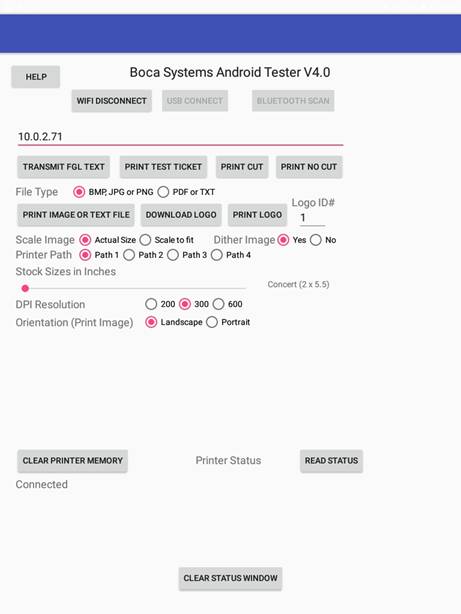 HELP
Boca Systems Android Tester V4.0
WIFI DISCONNECT
USB CONNECT
BLUETOOTH SCAN
10.0.2.71
TRANSMIT FGL TEXT
PRINT TEST TICKET
PRINT CUT
PRINT NO CUT
File Type BMP, JPG or PNG PDF or TXT
Logo ID#
PRINT IMAGE OR TEXT FILE
DOWNLOAD LOGO
PRINT LOGO
1
Scale Image Actual Size Scale to fit Dither Image Yes No
Printer Path Path 1 Path 2 Path 3 Path 4
Stock Sizes in Inches
Concert (2 x 5.5)
DPI Resolution 200 300 600
Orientation (Print Image) Landscape Portrait
CLEAR PRINTER MEMORY
Printer Status
READ STATUS
Connected
CLEAR STATUS WINDOW